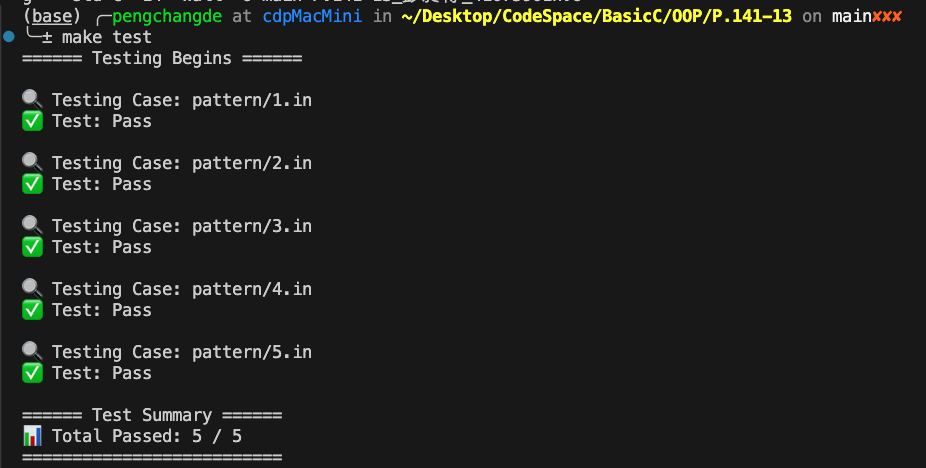 (base) ╭─pengchangde at cdpMacMini in ~/Desktop/CodeSpace/BasicC/OOP/P.141-13 on main✘✘✘
╰─± make test
====== Testing Begins ======
🔍 Testing Case: pattern/1.in
✅ Test: Pass
🔍 Testing Case: pattern/2.in
✅ Test: Pass
🔍 Testing Case: pattern/3.in
✅ Test: Pass
🔍 Testing Case: pattern/4.in
✅ Test: Pass
🔍 Testing Case: pattern/5.in
✅ Test: Pass
====== Test Summary ======
📊 Total Passed: 5 / 5
==========================